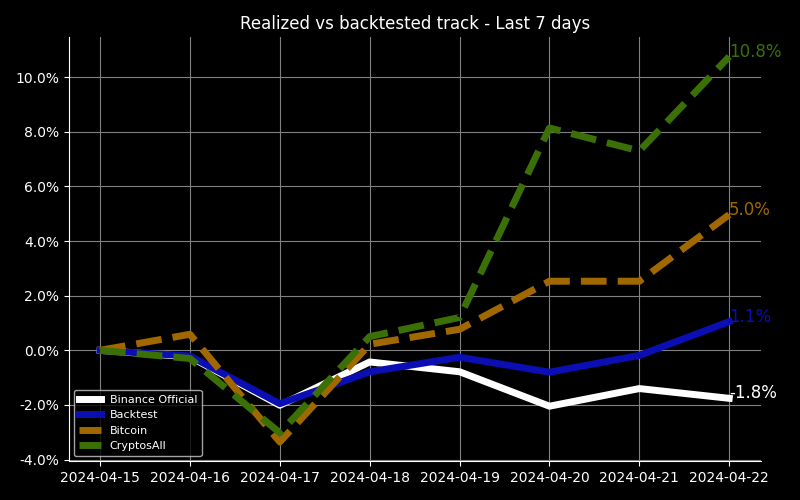 Realized vs backtested track - Last 7 days
10.0%
8.0%
6.0%
4.0%
2.0%
0.0%
-2.0%
-4.0%
10.8%
5.0%
1.1%
-1.8%
Binance Official
Backtest
Bitcoin
CryptosAll
2024-04-15 2024-04-16 2024-04-17 2024-04-18 2024-04-19 2024-04-20 2024-04-21 2024-04-22